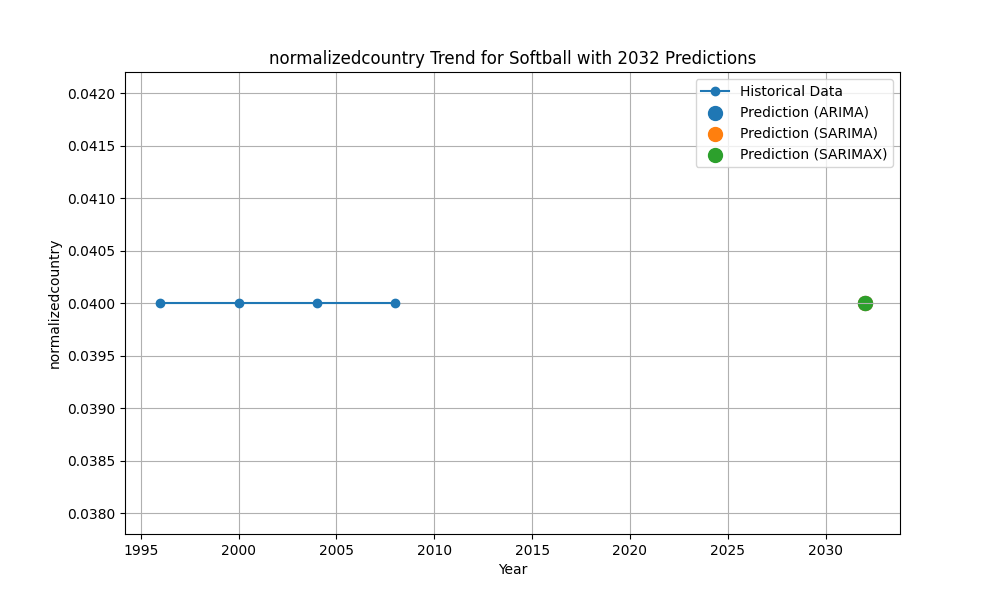 normalizedcountry Trend for Softball with 2032 Predictions
Historical Data
Prediction (ARIMA)
Prediction (SARIMA)
Prediction (SARIMAX)
0.0420
0.0415
0.0410
0.0405
0.0400
0.0395
0.0390
0.0385
0.0380
normalizedcountry
1995 2000 2005 2010 2015 2020 2025 2030
Year